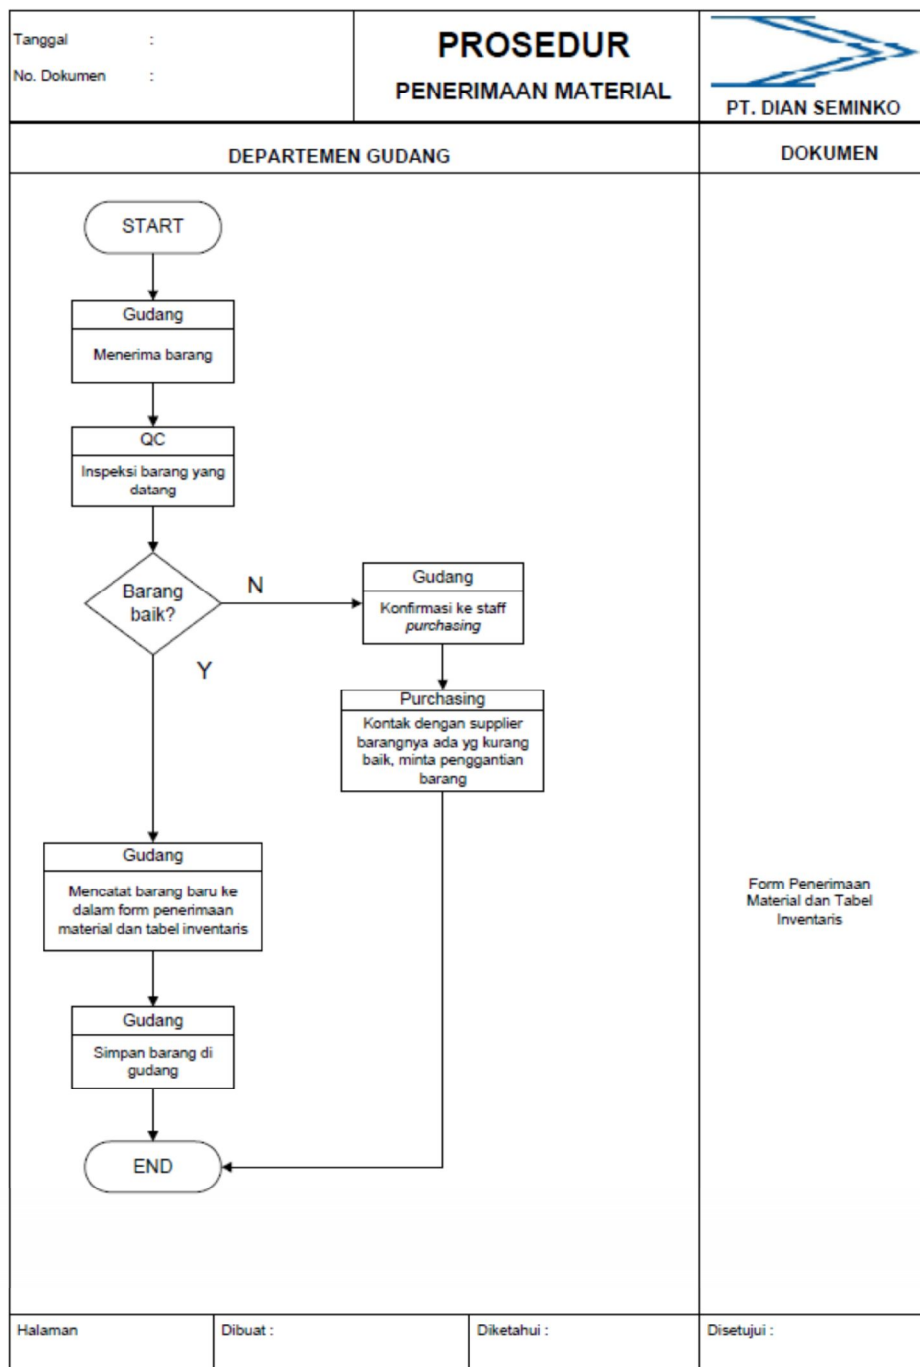 Tanggal :
No. Dokumen :
PROSEDUR
PENERIMAAN MATERIAL
PT. DIAN SEMINKO
DEPARTEMEN GUDANG
DOKUMEN
START
Gudang
Menerima barang
QC
Inspeksi barang yang
datang
Barang
baik?
N
Y
Gudang
Konfirmasi ke staff
purchasing
Purchasing
Kontak dengan supplier
barangnya ada yg kurang
baik, minta penggantian
barang
Gudang
Mencatat barang baru ke
dalam form penerimaan
material dan tabel inventaris
Form Penerimaan
Material dan Tabel
Inventaris
Gudang
Simpan barang di
gudang
END
Halaman
Dibuat :
Diketahui :
Disetujui :